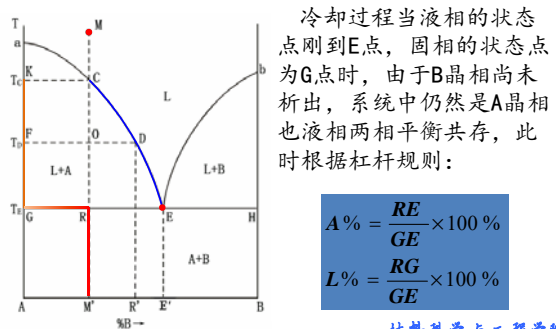 冷却过程当液相的状态
点刚到E点，固相的状态点
为G点时，由于B晶相尚未
析出，系统中仍然是A晶相
也液相两相平衡共存，此
时根据杠杆规则：
A% = RE/GE ×100 %
L% = RG/GE ×100 %
T
M
a
K
C
b
T_C
L
F
O
D
T_D
L+A
L+B
T_E
G
R
E
H
A+B
A
M'
R'
E'
B
%B→